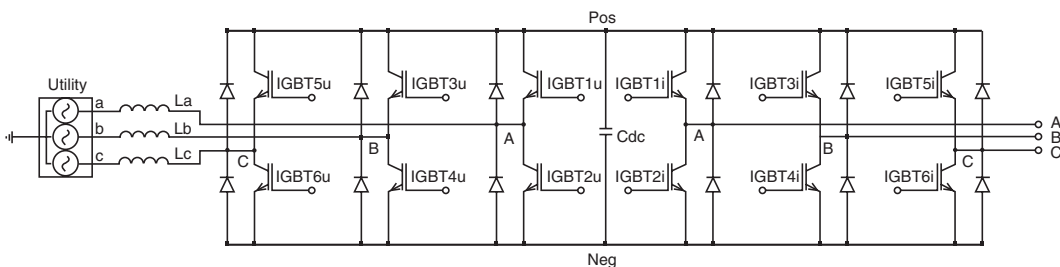 Pos
Utility
IGBT5u
IGBT3u
IGBT1u
IGBT1i
IGBT3i
IGBT5i
a
La
A
b
Lb
A
Cdc
A
B
B
B
c
Lc
C
C
C
IGBT6u
IGBT4u
IGBT2u
IGBT2i
IGBT4i
IGBT6i
Neg